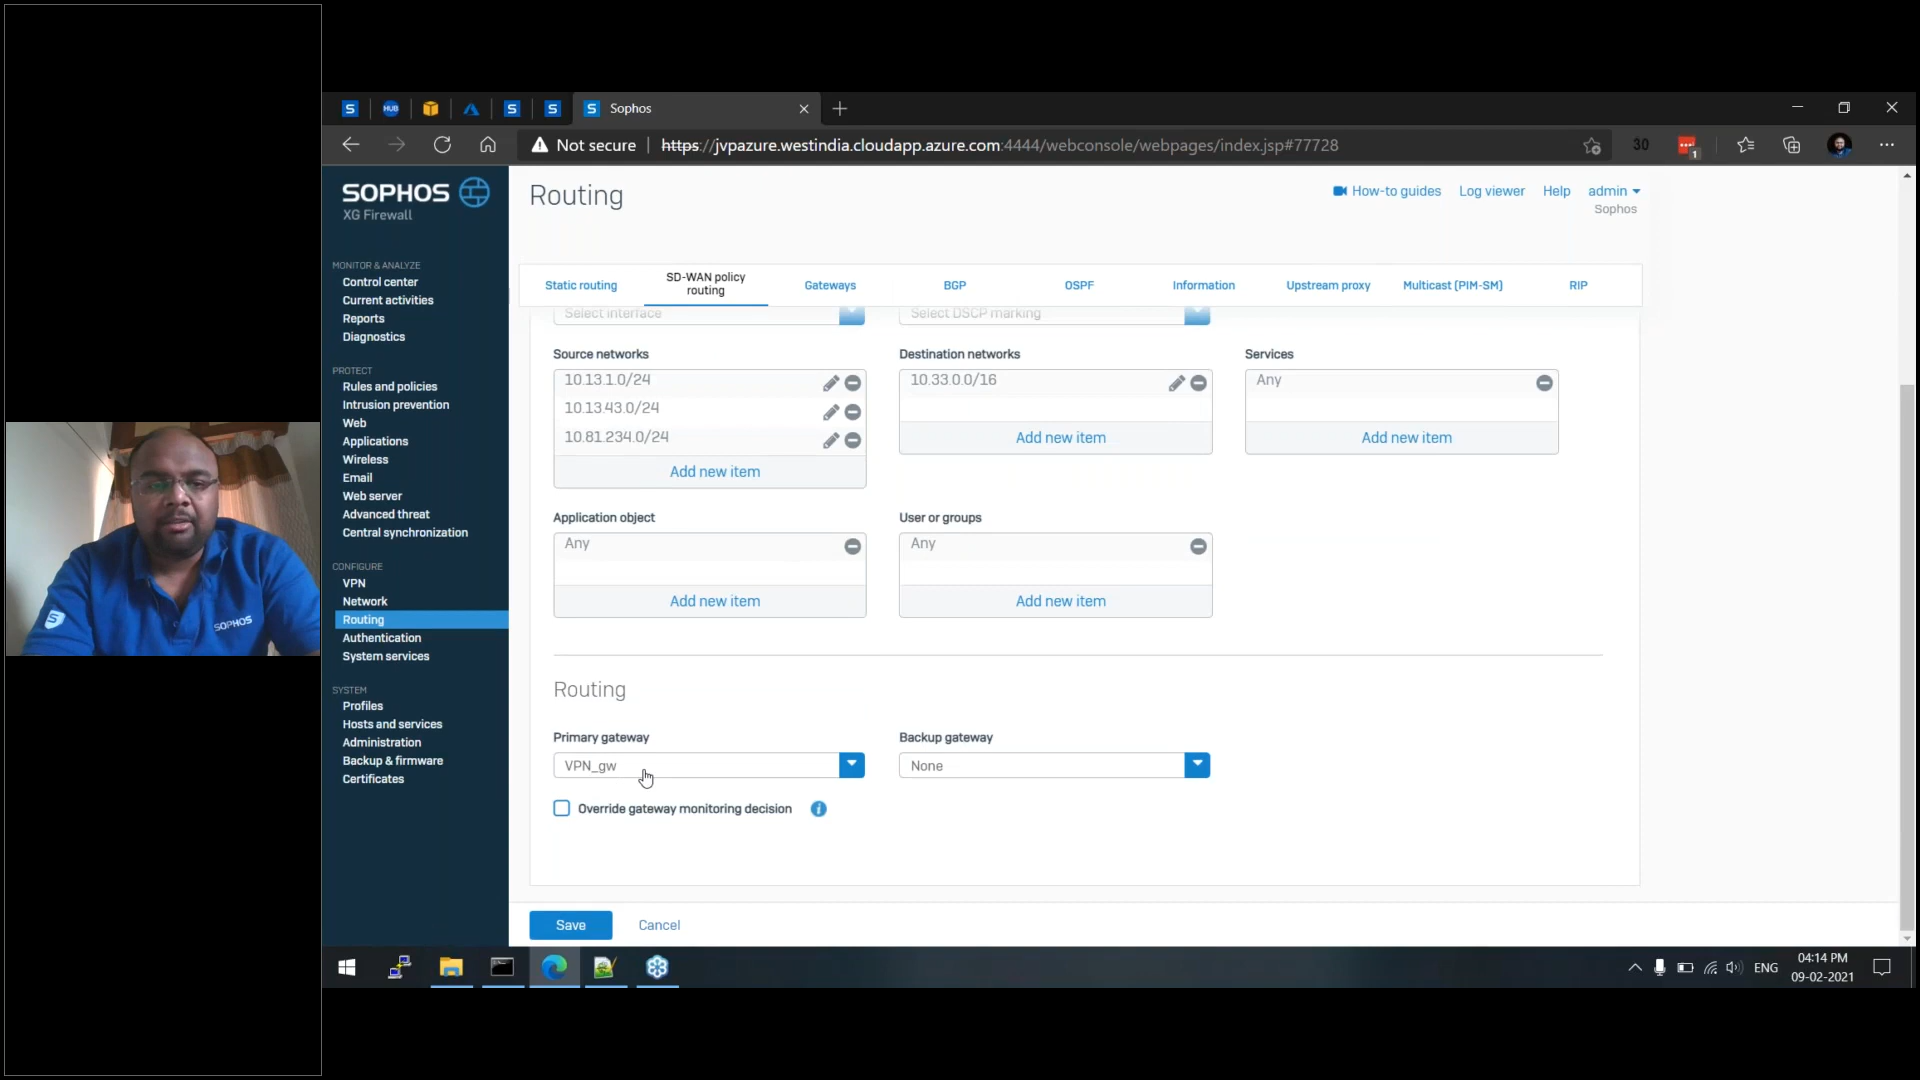 HUB
Sophos
30
1
Not secure
https://jvpazure.westindia.cloudapp.azure.com:4444/webconsole/webpages/index.jsp#77728
SOPHOS
XG Firewall
Routing
How-to guides
Log viewer
Help
admin
Sophos
MONITOR & ANALYZE
Control center
Current activities
Reports
Diagnostics
PROTECT
Rules and policies
Intrusion prevention
Web
Applications
Wireless
Email
Web server
Advanced threat
Central synchronization
CONFIGURE
VPN
Network
Routing
Authentication
System services
SYSTEM
Profiles
Hosts and services
Administration
Backup & firmware
Certificates
Static routing
SD-WAN policy
routing
Gateways
BGP
OSPF
Information
Upstream proxy
Multicast (PIM-SM)
RIP
Select interface
Select DSCP marking
Source networks
10.13.1.0/24
10.13.43.0/24
10.81.234.0/24
Add new item
Destination networks
10.33.0.0/16
Add new item
Services
Any
Add new item
Application object
Any
Add new item
User or groups
Any
Add new item
Routing
Primary gateway
VPN_gw
Backup gateway
None
Override gateway monitoring decision
Save
Cancel
SOPHOS
ENG
04:14 PM
09-02-2021